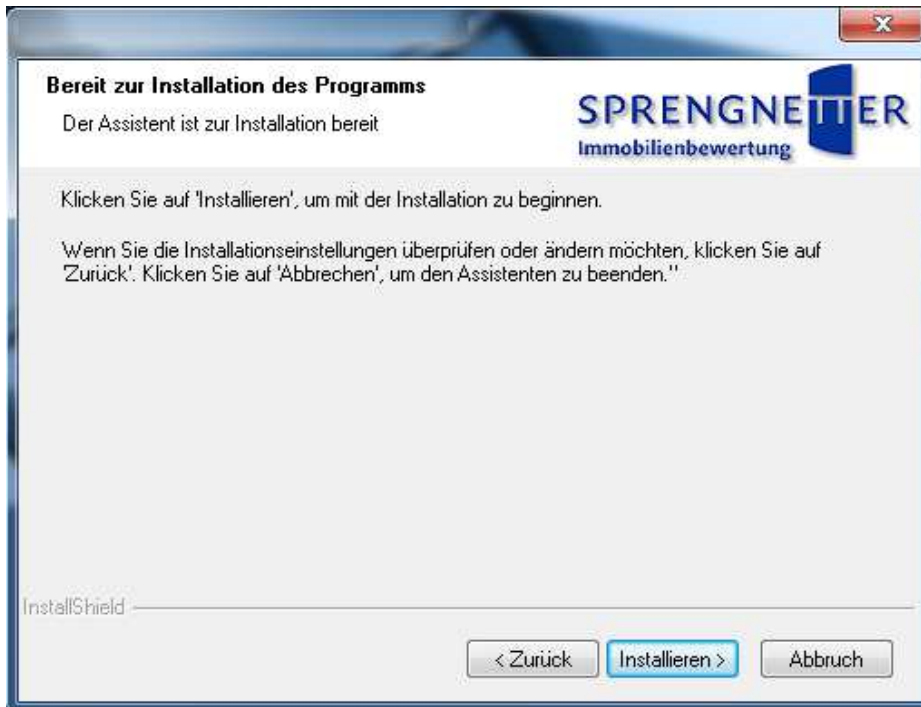 Bereit zur Installation des Programms
Der Assistent ist zur Installation bereit
SPRENGNETTER
Immobilienbewertung
Klicken Sie auf 'Installieren', um mit der Installation zu beginnen.
Wenn Sie die Installationseinstellungen überprüfen oder ändern möchten, klicken Sie auf
'Zurück'. Klicken Sie auf 'Abbrechen', um den Assistenten zu beenden.''
InstallShield
< Zurück
Installieren >
Abbruch